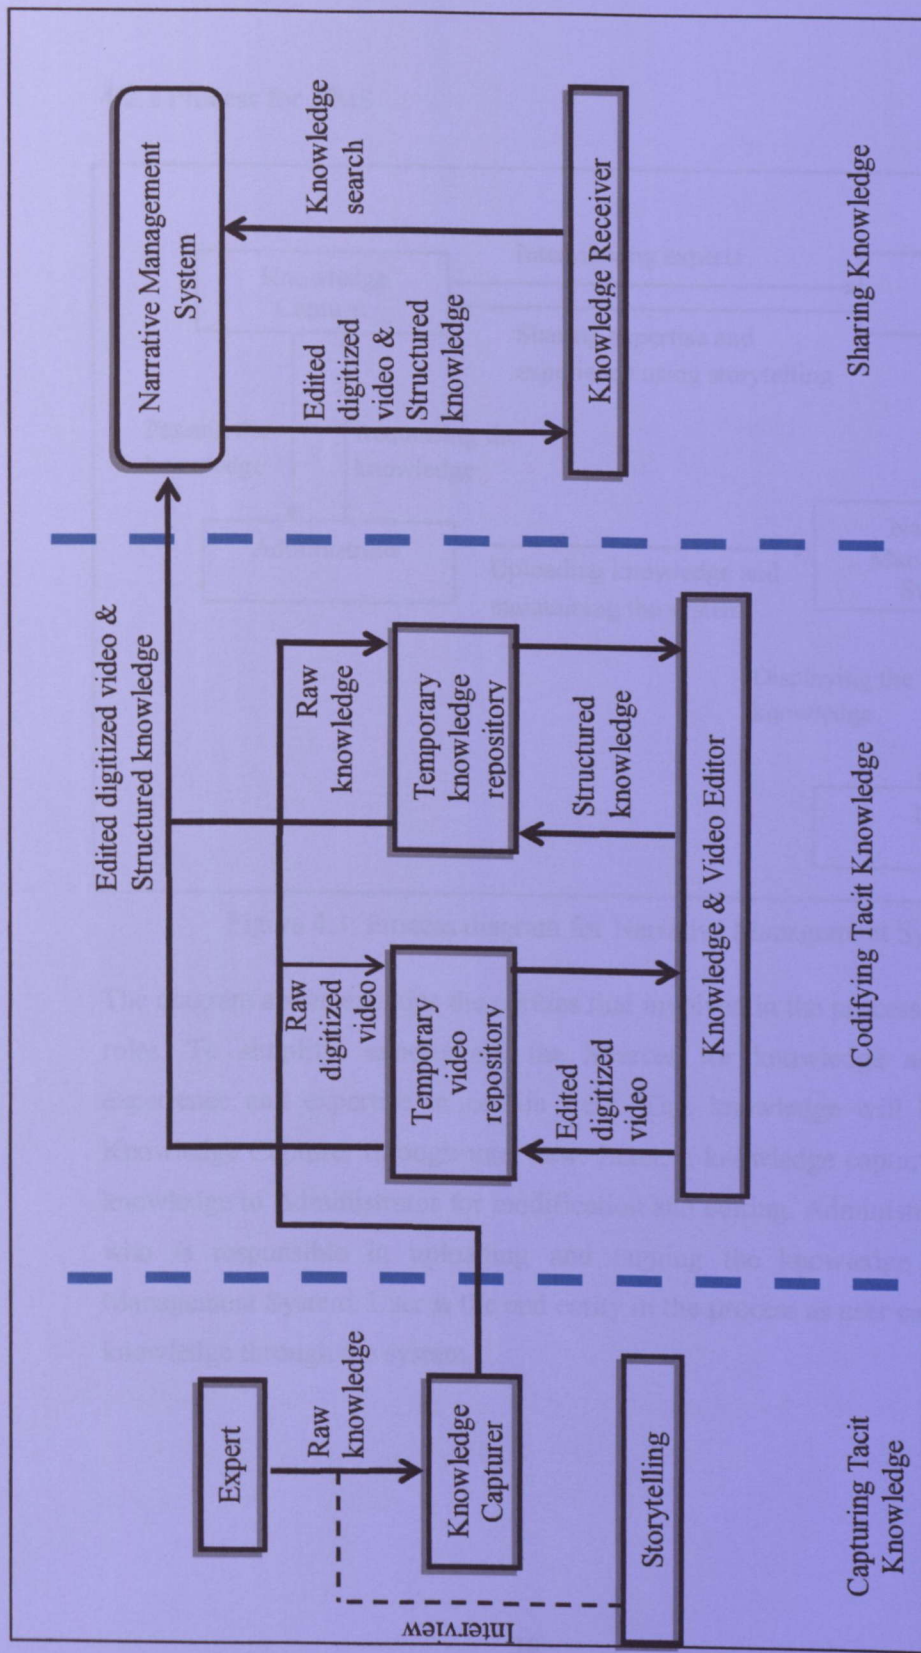 Expert
Raw
knowledge
Knowledge
Capturer
Interview
Storytelling
Capturing Tacit
Knowledge
Edited digitized video &
Structured knowledge
Raw
digitized
video
Raw
knowledge
Temporary
video
repository
Temporary
knowledge
repository
Edited
digitized
video
Structured
knowledge
Knowledge & Video Editor
Codifying Tacit Knowledge
Narrative Management
System
Edited
digitized
video &
Structured
knowledge
Knowledge
search
Knowledge Receiver
Sharing Knowledge